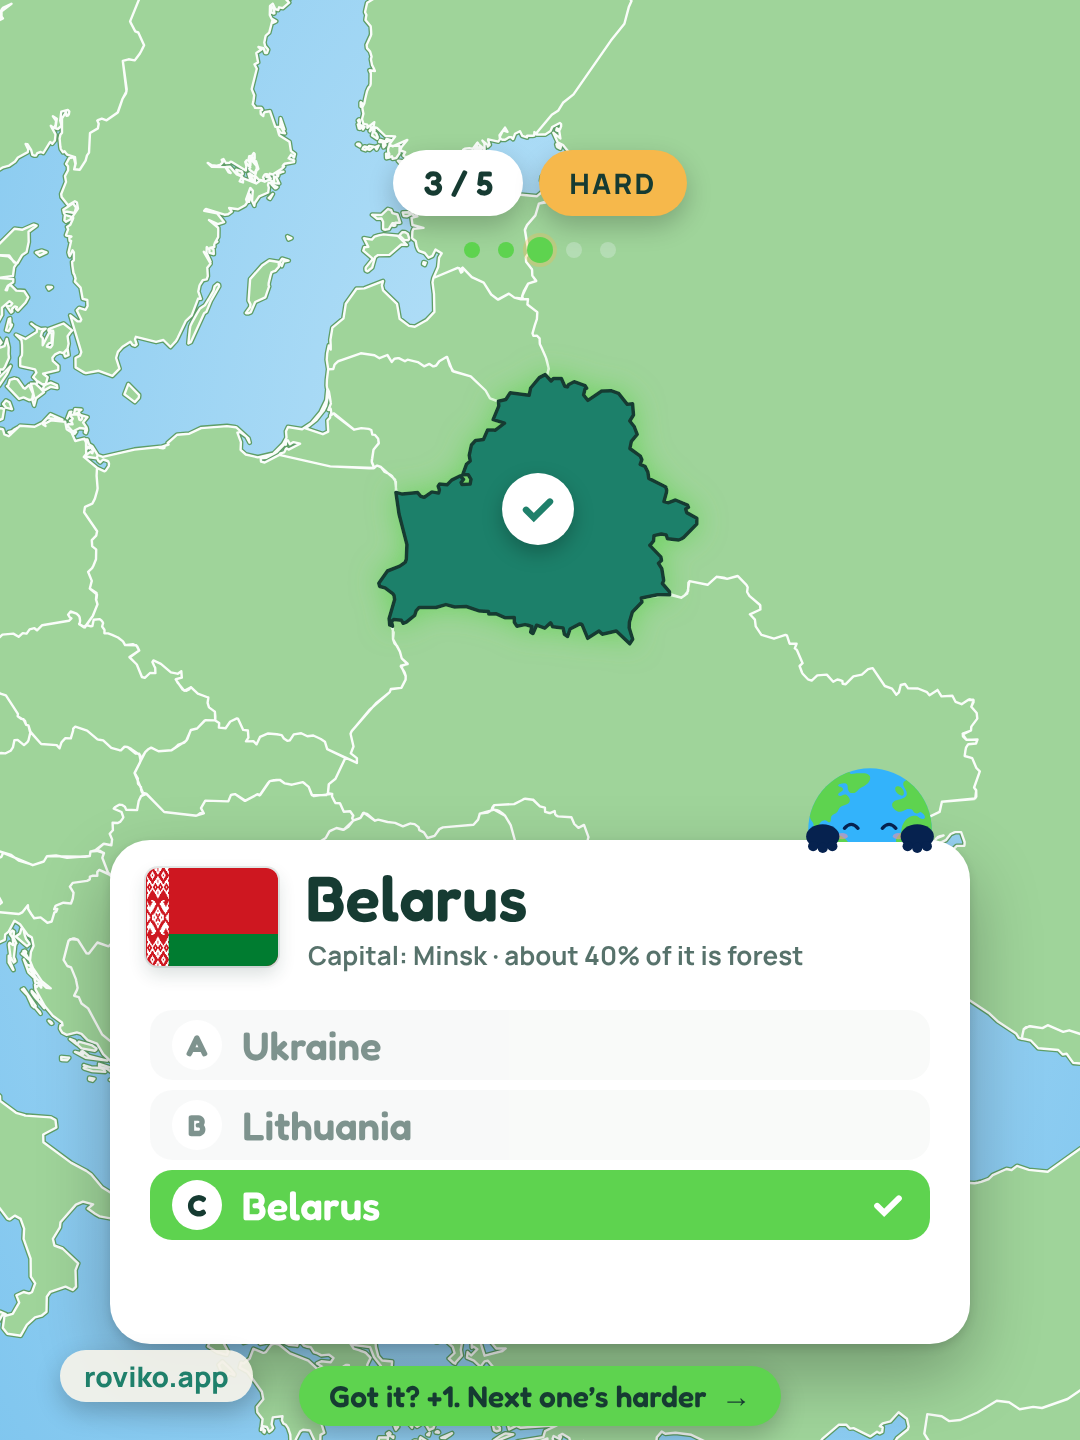 3 / 5
HARD
Belarus
Capital: Minsk · about 40% of it is forest
A Ukraine
B Lithuania
C Belarus
roviko.app
Got it? +1. Next one’s harder →